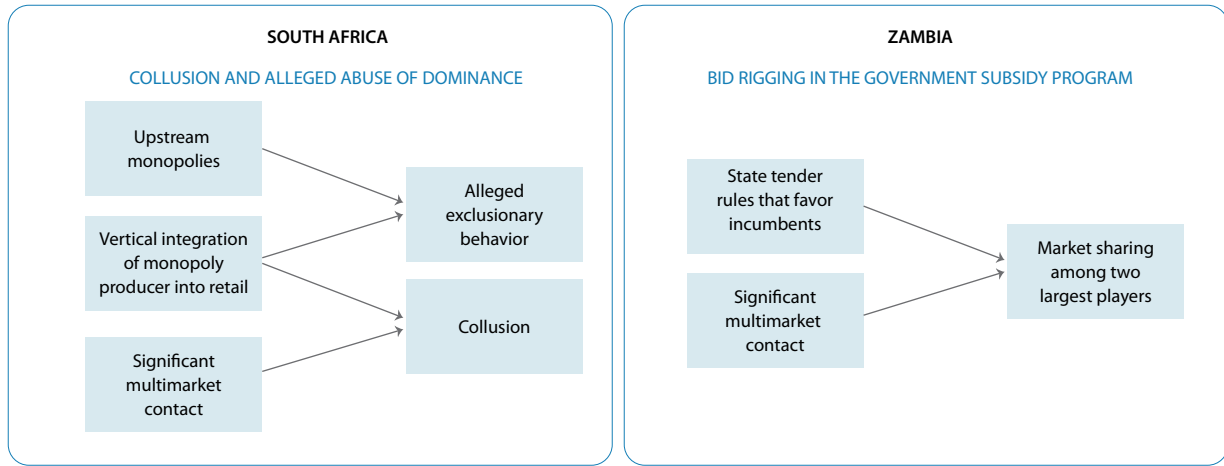 SOUTH AFRICA
COLLUSION AND ALLEGED ABUSE OF DOMINANCE
Upstream
monopolies
Vertical integration
of monopoly
producer into retail
Significant
multimarket
contact
Alleged
exclusionary
behavior
Collusion
ZAMBIA
BID RIGGING IN THE GOVERNMENT SUBSIDY PROGRAM
State tender
rules that favor
incumbents
Significant
multimarket
contact
Market sharing
among two
largest players